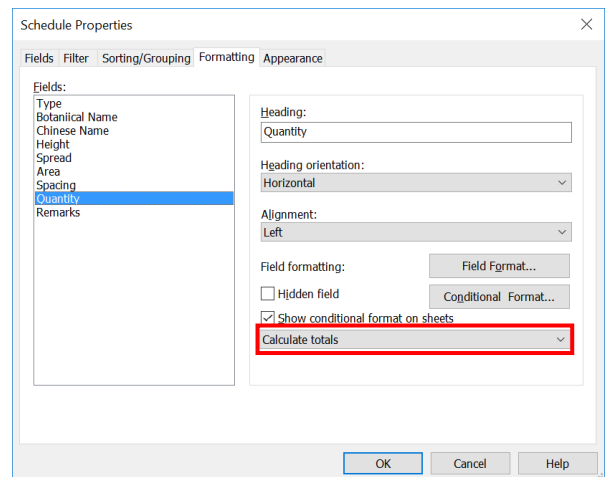 Schedule Properties
Fields Filter Sorting/Grouping Formatting Appearance
Fields:
Type
Botaniical Name
Chinese Name
Height
Spread
Area
Spacing
Quantity
Remarks
Heading:
Quantity
Heading orientation:
Horizontal
Alignment:
Left
Field formatting:
Field Format...
Hidden field
Conditional Format...
Show conditional format on sheets
Calculate totals
OK Cancel Help